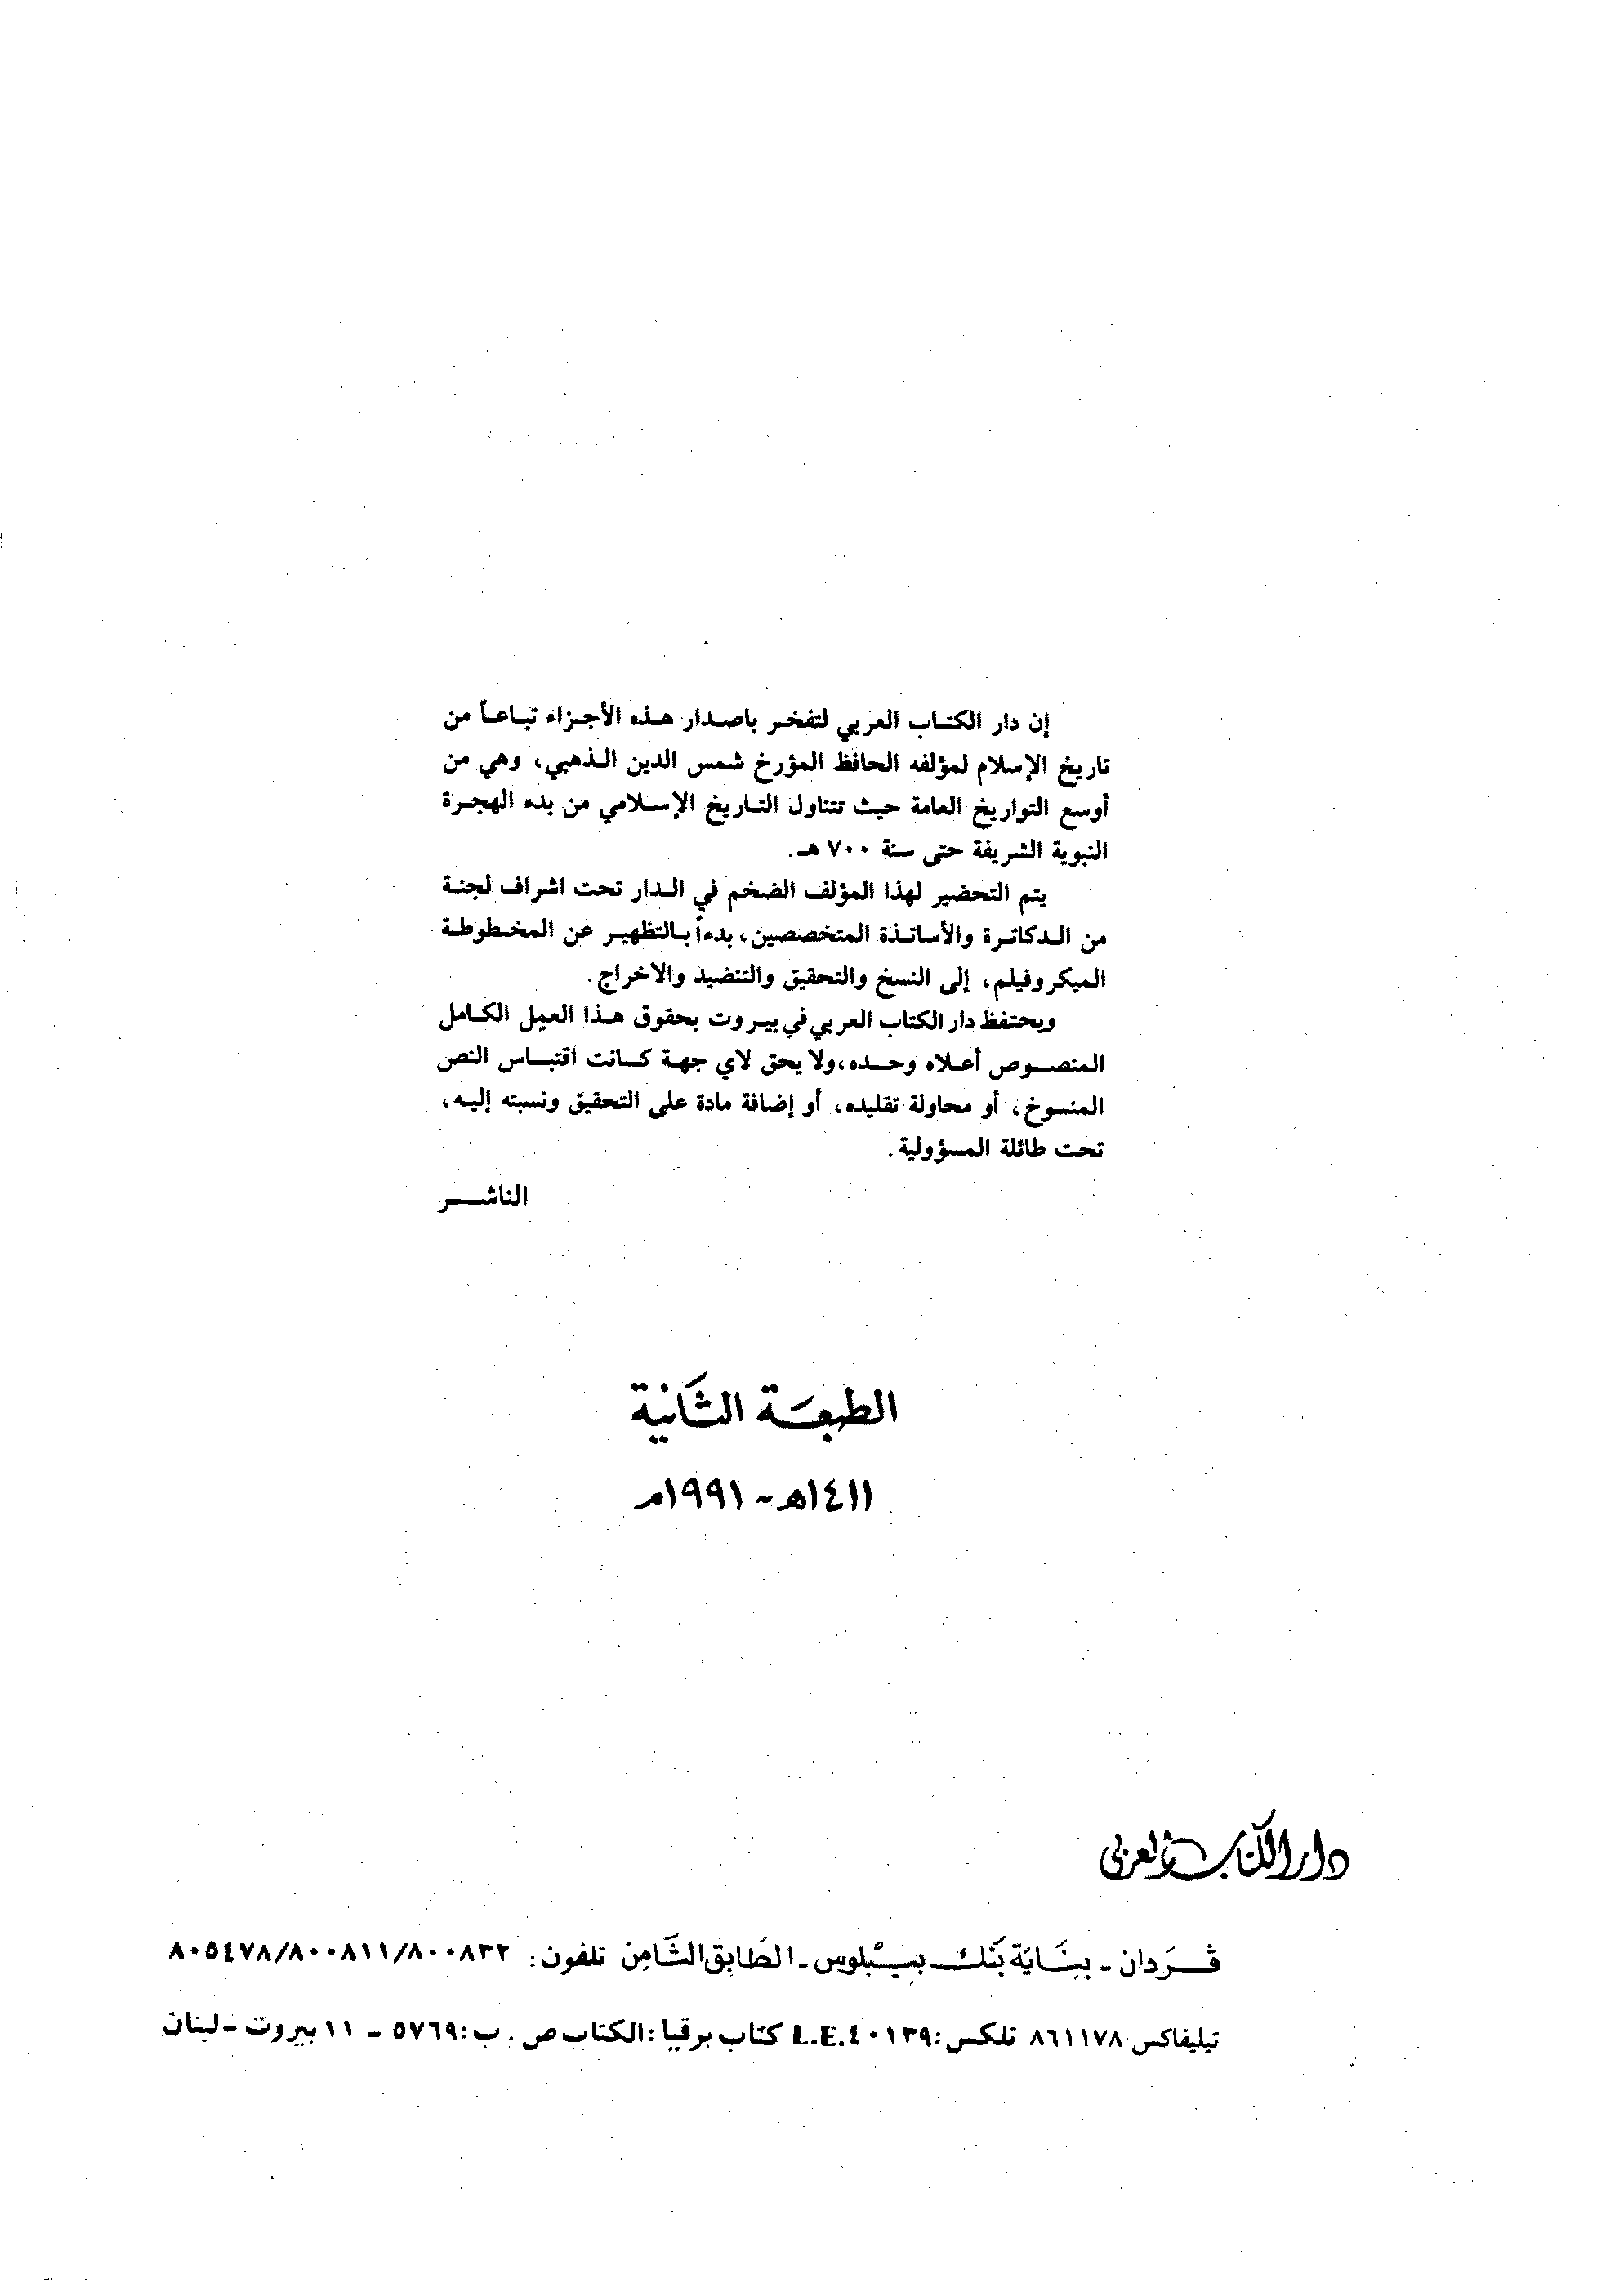 إن دار الكتاب العربي لتفخر باصدار هذه الأجزاء تباعاً من
تاريخ الإسلام لمؤلفه الحافظ المؤرخ شمس الدين الذهبي، وهي من
أوسع التواريخ العامة حيث تتناول التاريخ الإسلامي من بدء الهجرة
النبوية الشريفة حتى سنة ٧٠٠ هـ.
يتم التحضير لهذا المؤلف الضخم في الدار تحت اشراف لجنة
من الدكاترة والأساتذة المتخصصين، بدءاً بالتظهير عن المخطوطة
الميكروفيلم، إلى النسخ والتحقيق والتنضيد والاخراج.
ويحتفظ دار الكتاب العربي في بيروت بحقوق هذا العمل الكامل
المنصوص أعلاه وحده، ولا يحق لاي جهة كانت اقتباس النص
المنسوخ، أو محاولة تقليده، أو إضافة مادة على التحقيق ونسبته إليه،
تحت طائلة المسؤولية.
الناشر
الطبعة الثانية
١٤١١هـ - ١٩٩١م
دار الكتاب العربي
ڤردان - بناية بنك بيبلوس - الطابق الثامن تلفون: ٨٠٥٤٧٨/٨٠٠٨١١/٨٠٠٨٣٢
تيليفاكس ٨٦١١٧٨ تلكس: L.E.٤٠١٣٩ كتاب برقيا: الكتاب ص. ب: ٥٧٦٩ - ١١ بيروت - لبنان